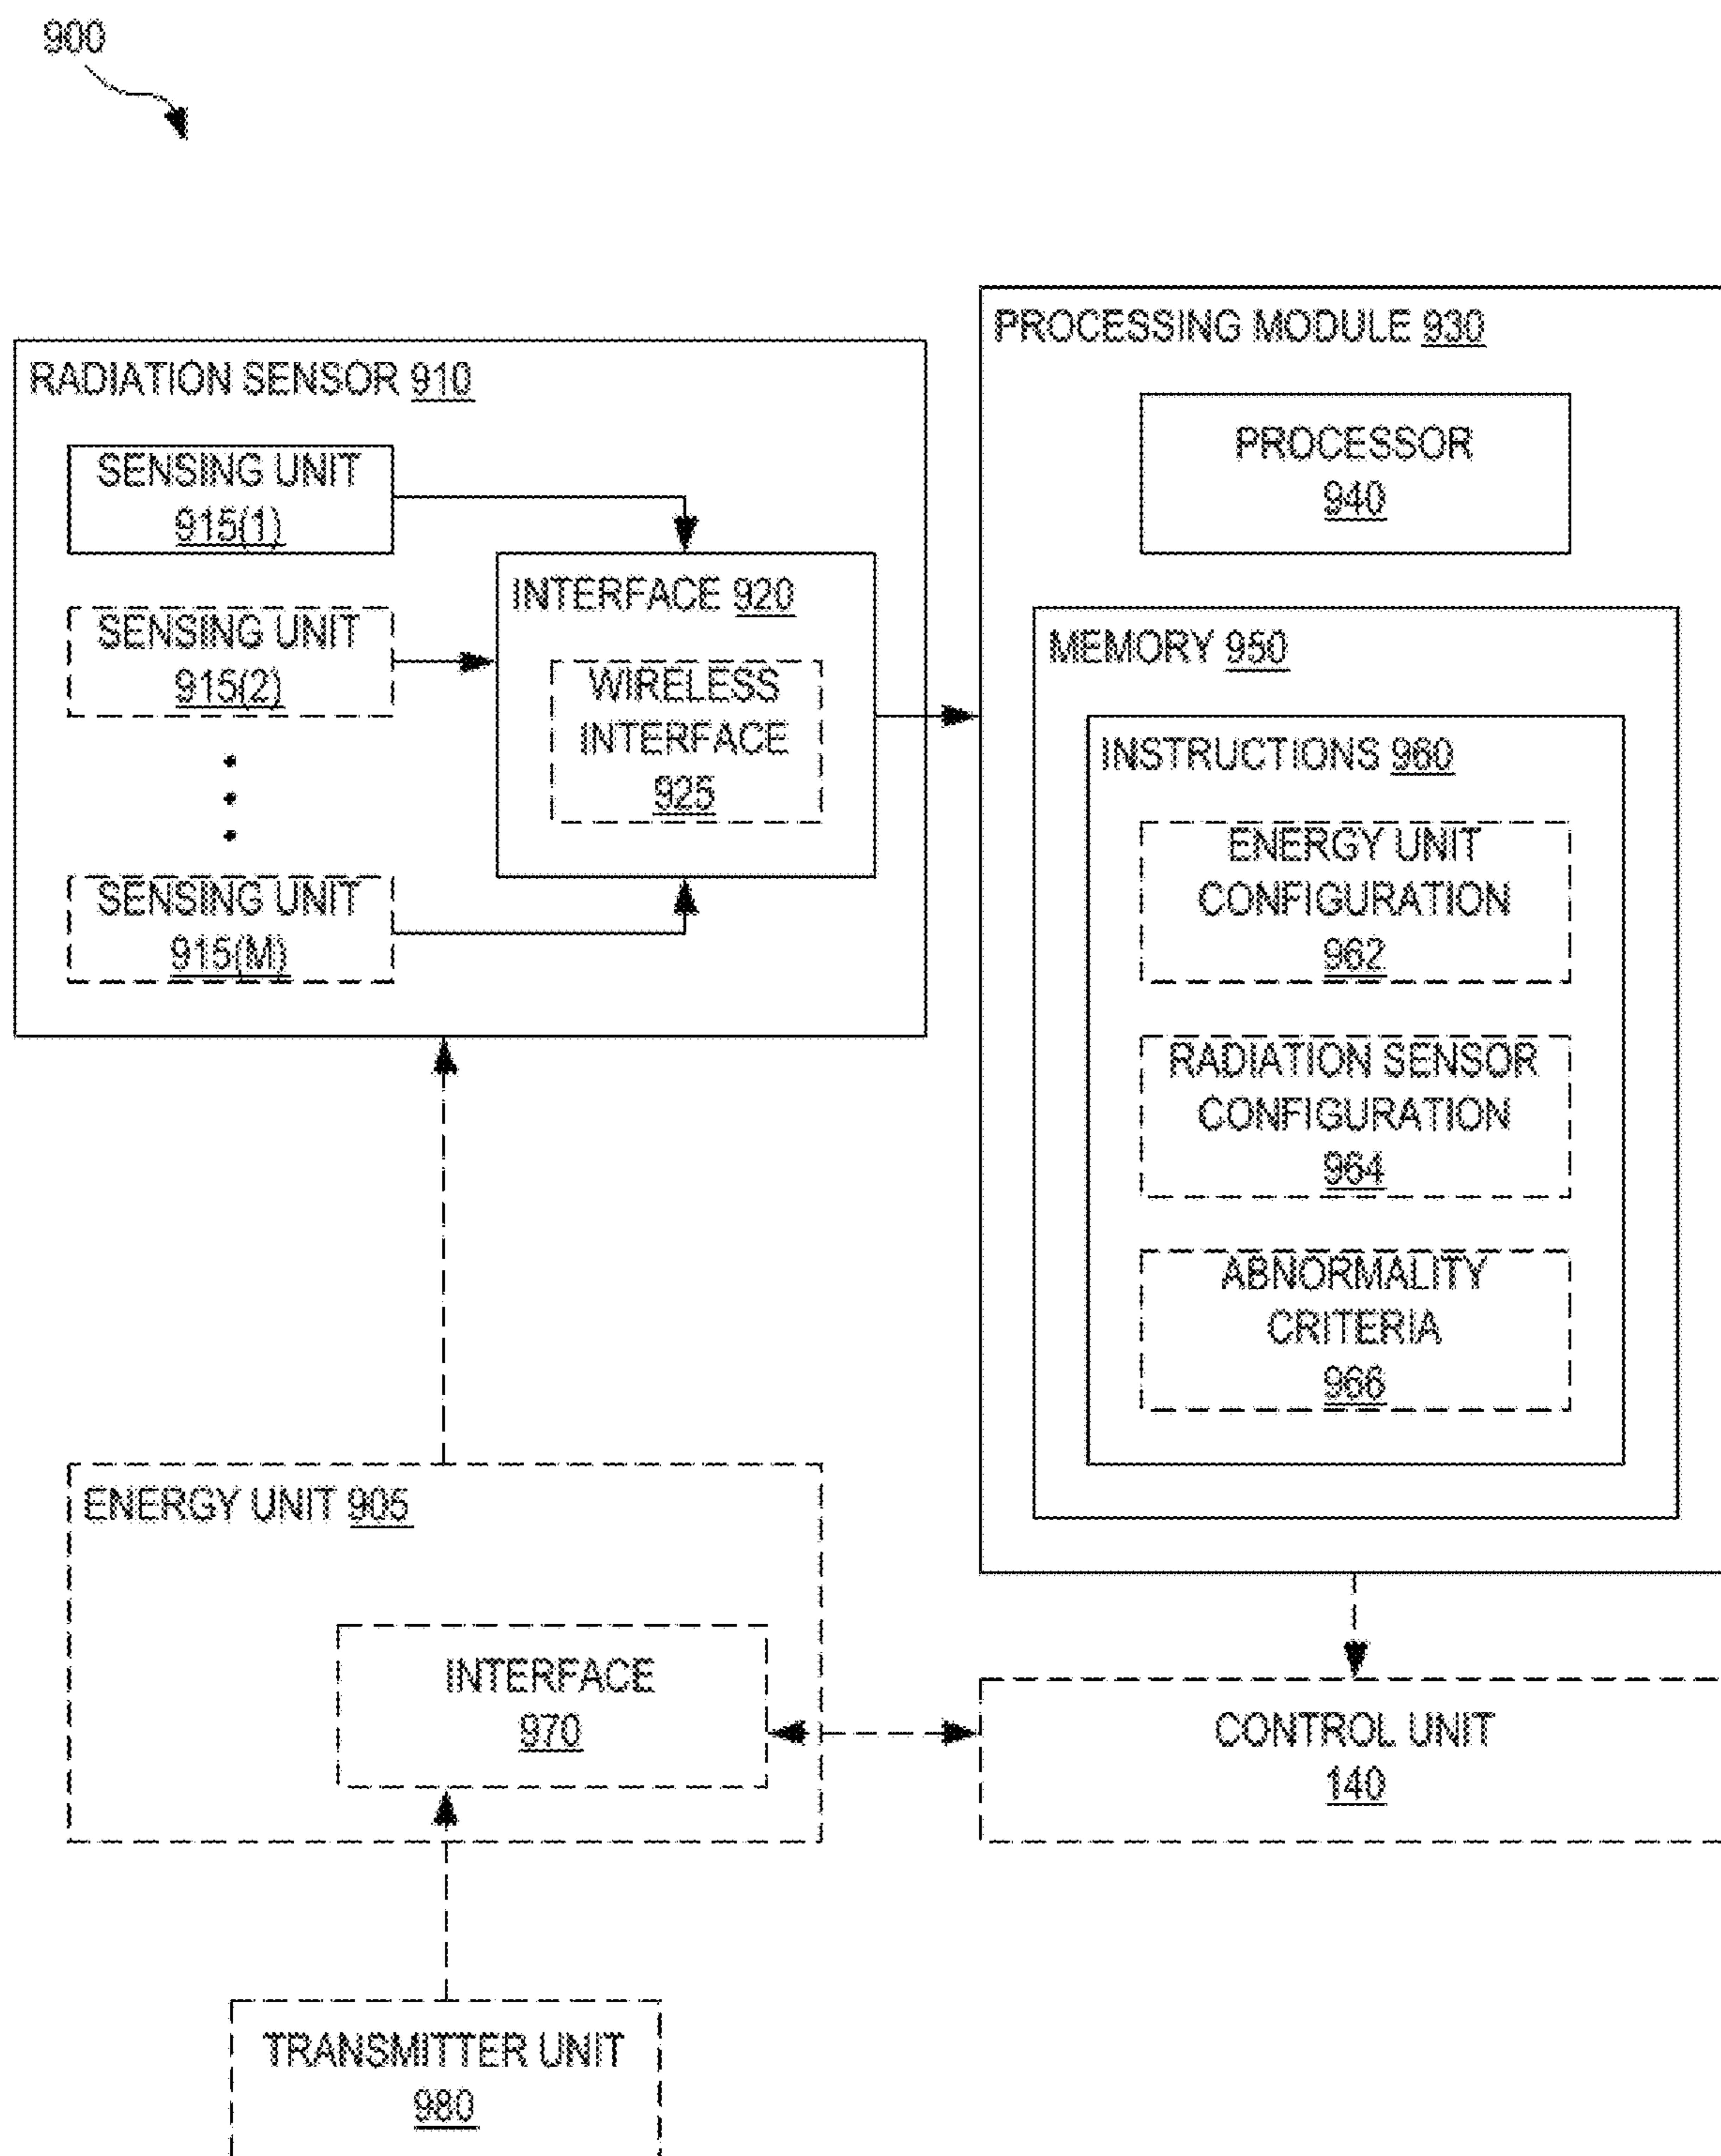 900
RADIATION SENSOR 910
SENSING UNIT
915(1)
SENSING UNIT
915(2)
SENSING UNIT
915(M)
INTERFACE 920
WIRELESS
INTERFACE
925
PROCESSING MODULE 930
PROCESSOR
940
MEMORY 950
INSTRUCTIONS 960
ENERGY UNIT
CONFIGURATION
962
RADIATION SENSOR
CONFIGURATION
964
ABNORMALITY
CRITERIA
966
ENERGY UNIT 905
INTERFACE
970
CONTROL UNIT
140
TRANSMITTER UNIT
980